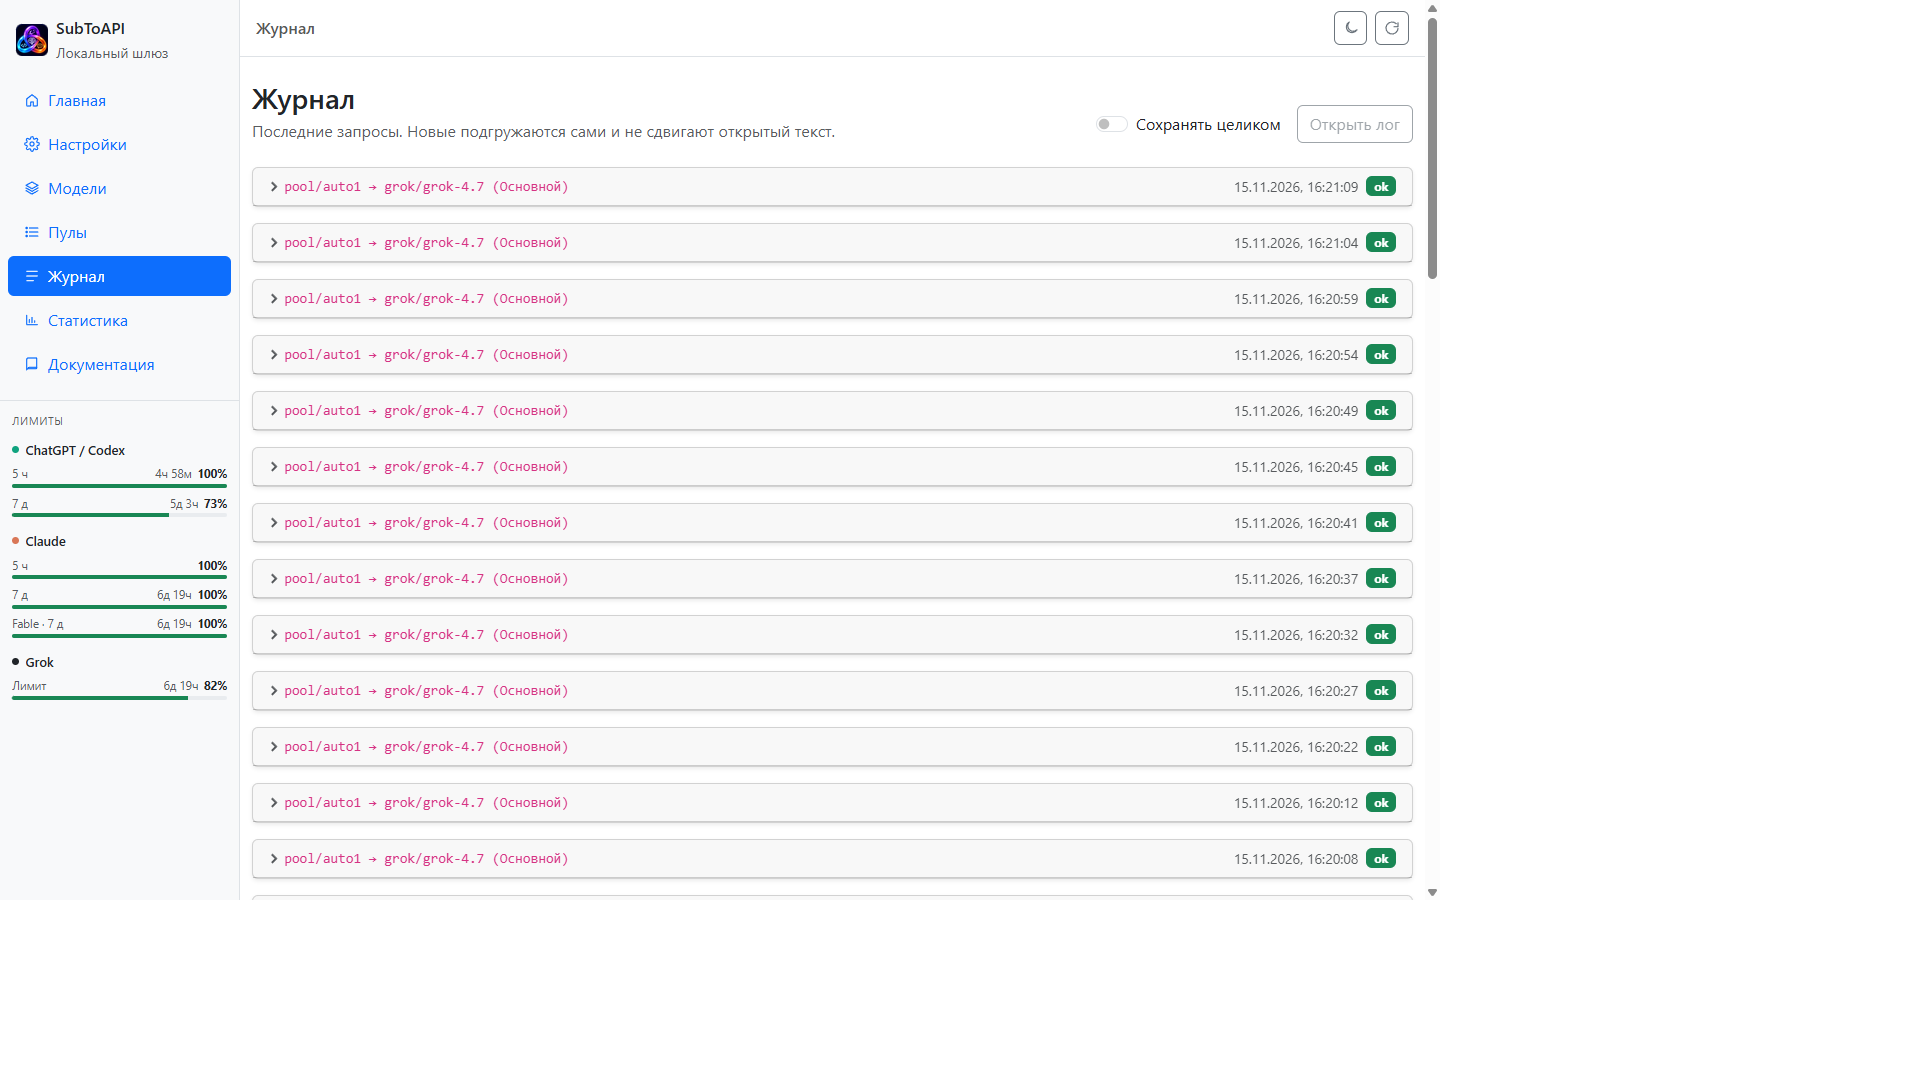 SubToAPI
Локальный шлюз
Главная
Настройки
Модели
Пулы
Журнал
Статистика
Документация
ЛИМИТЫ
ChatGPT / Codex
5 ч 4ч 58м 100%
7 д 5д 3ч 73%
Claude
5 ч 100%
7 д 6д 19ч 100%
Fable · 7 д 6д 19ч 100%
Grok
Лимит 6д 19ч 82%
Журнал
Журнал
Последние запросы. Новые подгружаются сами и не сдвигают открытый текст.
Сохранять целиком Открыть лог
pool/auto1 → grok/grok-4.7 (Основной) 15.11.2026, 16:21:09 ok
pool/auto1 → grok/grok-4.7 (Основной) 15.11.2026, 16:21:04 ok
pool/auto1 → grok/grok-4.7 (Основной) 15.11.2026, 16:20:59 ok
pool/auto1 → grok/grok-4.7 (Основной) 15.11.2026, 16:20:54 ok
pool/auto1 → grok/grok-4.7 (Основной) 15.11.2026, 16:20:49 ok
pool/auto1 → grok/grok-4.7 (Основной) 15.11.2026, 16:20:45 ok
pool/auto1 → grok/grok-4.7 (Основной) 15.11.2026, 16:20:41 ok
pool/auto1 → grok/grok-4.7 (Основной) 15.11.2026, 16:20:37 ok
pool/auto1 → grok/grok-4.7 (Основной) 15.11.2026, 16:20:32 ok
pool/auto1 → grok/grok-4.7 (Основной) 15.11.2026, 16:20:27 ok
pool/auto1 → grok/grok-4.7 (Основной) 15.11.2026, 16:20:22 ok
pool/auto1 → grok/grok-4.7 (Основной) 15.11.2026, 16:20:12 ok
pool/auto1 → grok/grok-4.7 (Основной) 15.11.2026, 16:20:08 ok